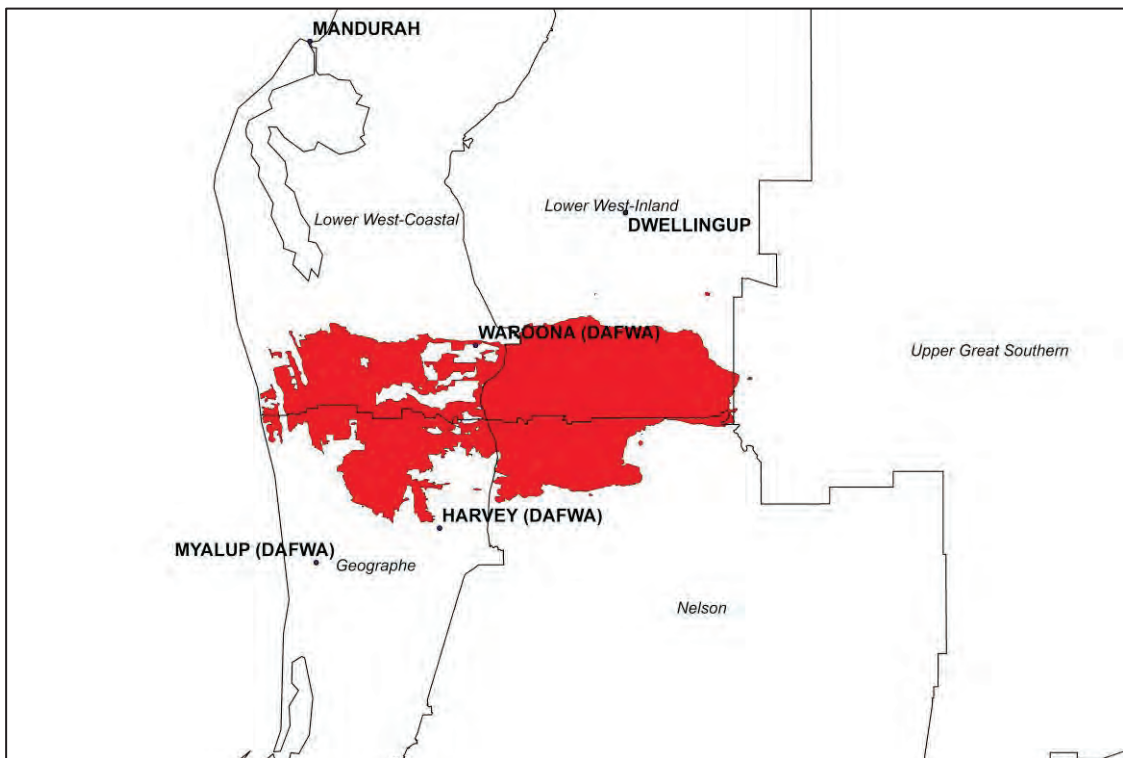 MANDURAH
Lower West-Coastal
Lower West-Inland
DWELLINGUP
WAROONA (DAFWA)
Upper Great Southern
HARVEY (DAFWA)
MYALUP (DAFWA)
Geographe
Nelson